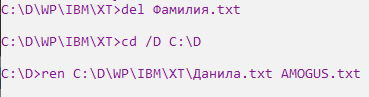 C:\D\WP\IBM\XT>del Фамилия.txt
C:\D\WP\IBM\XT>cd /D C:\D
C:\D>ren C:\D\WP\IBM\XT\Данила.txt AMOGUS.txt